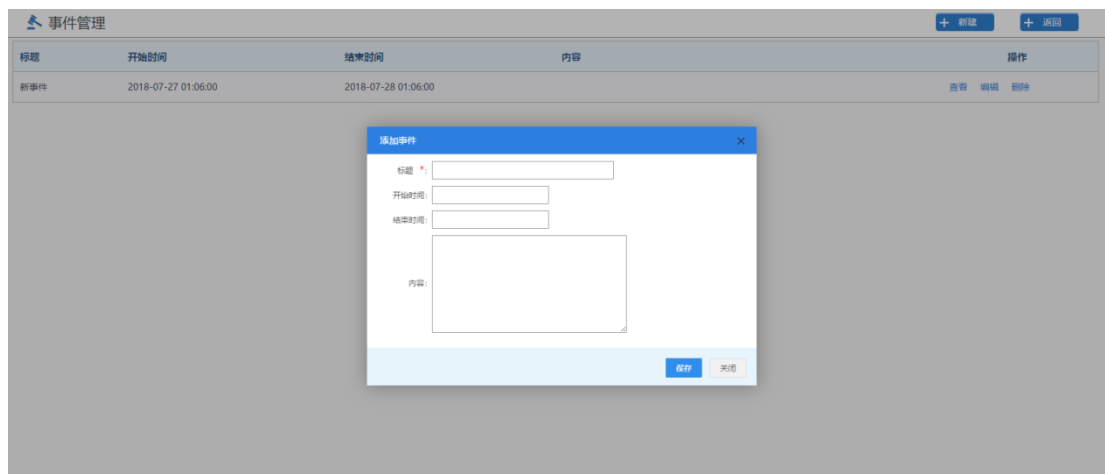 事件管理
新建
返回
标题 开始时间 结束时间 内容 操作
新事件 2018-07-27 01:06:00 2018-07-28 01:06:00 查看 编辑 删除
添加事件 ×
标题 *:
开始时间:
结束时间:
内容:
保存 关闭